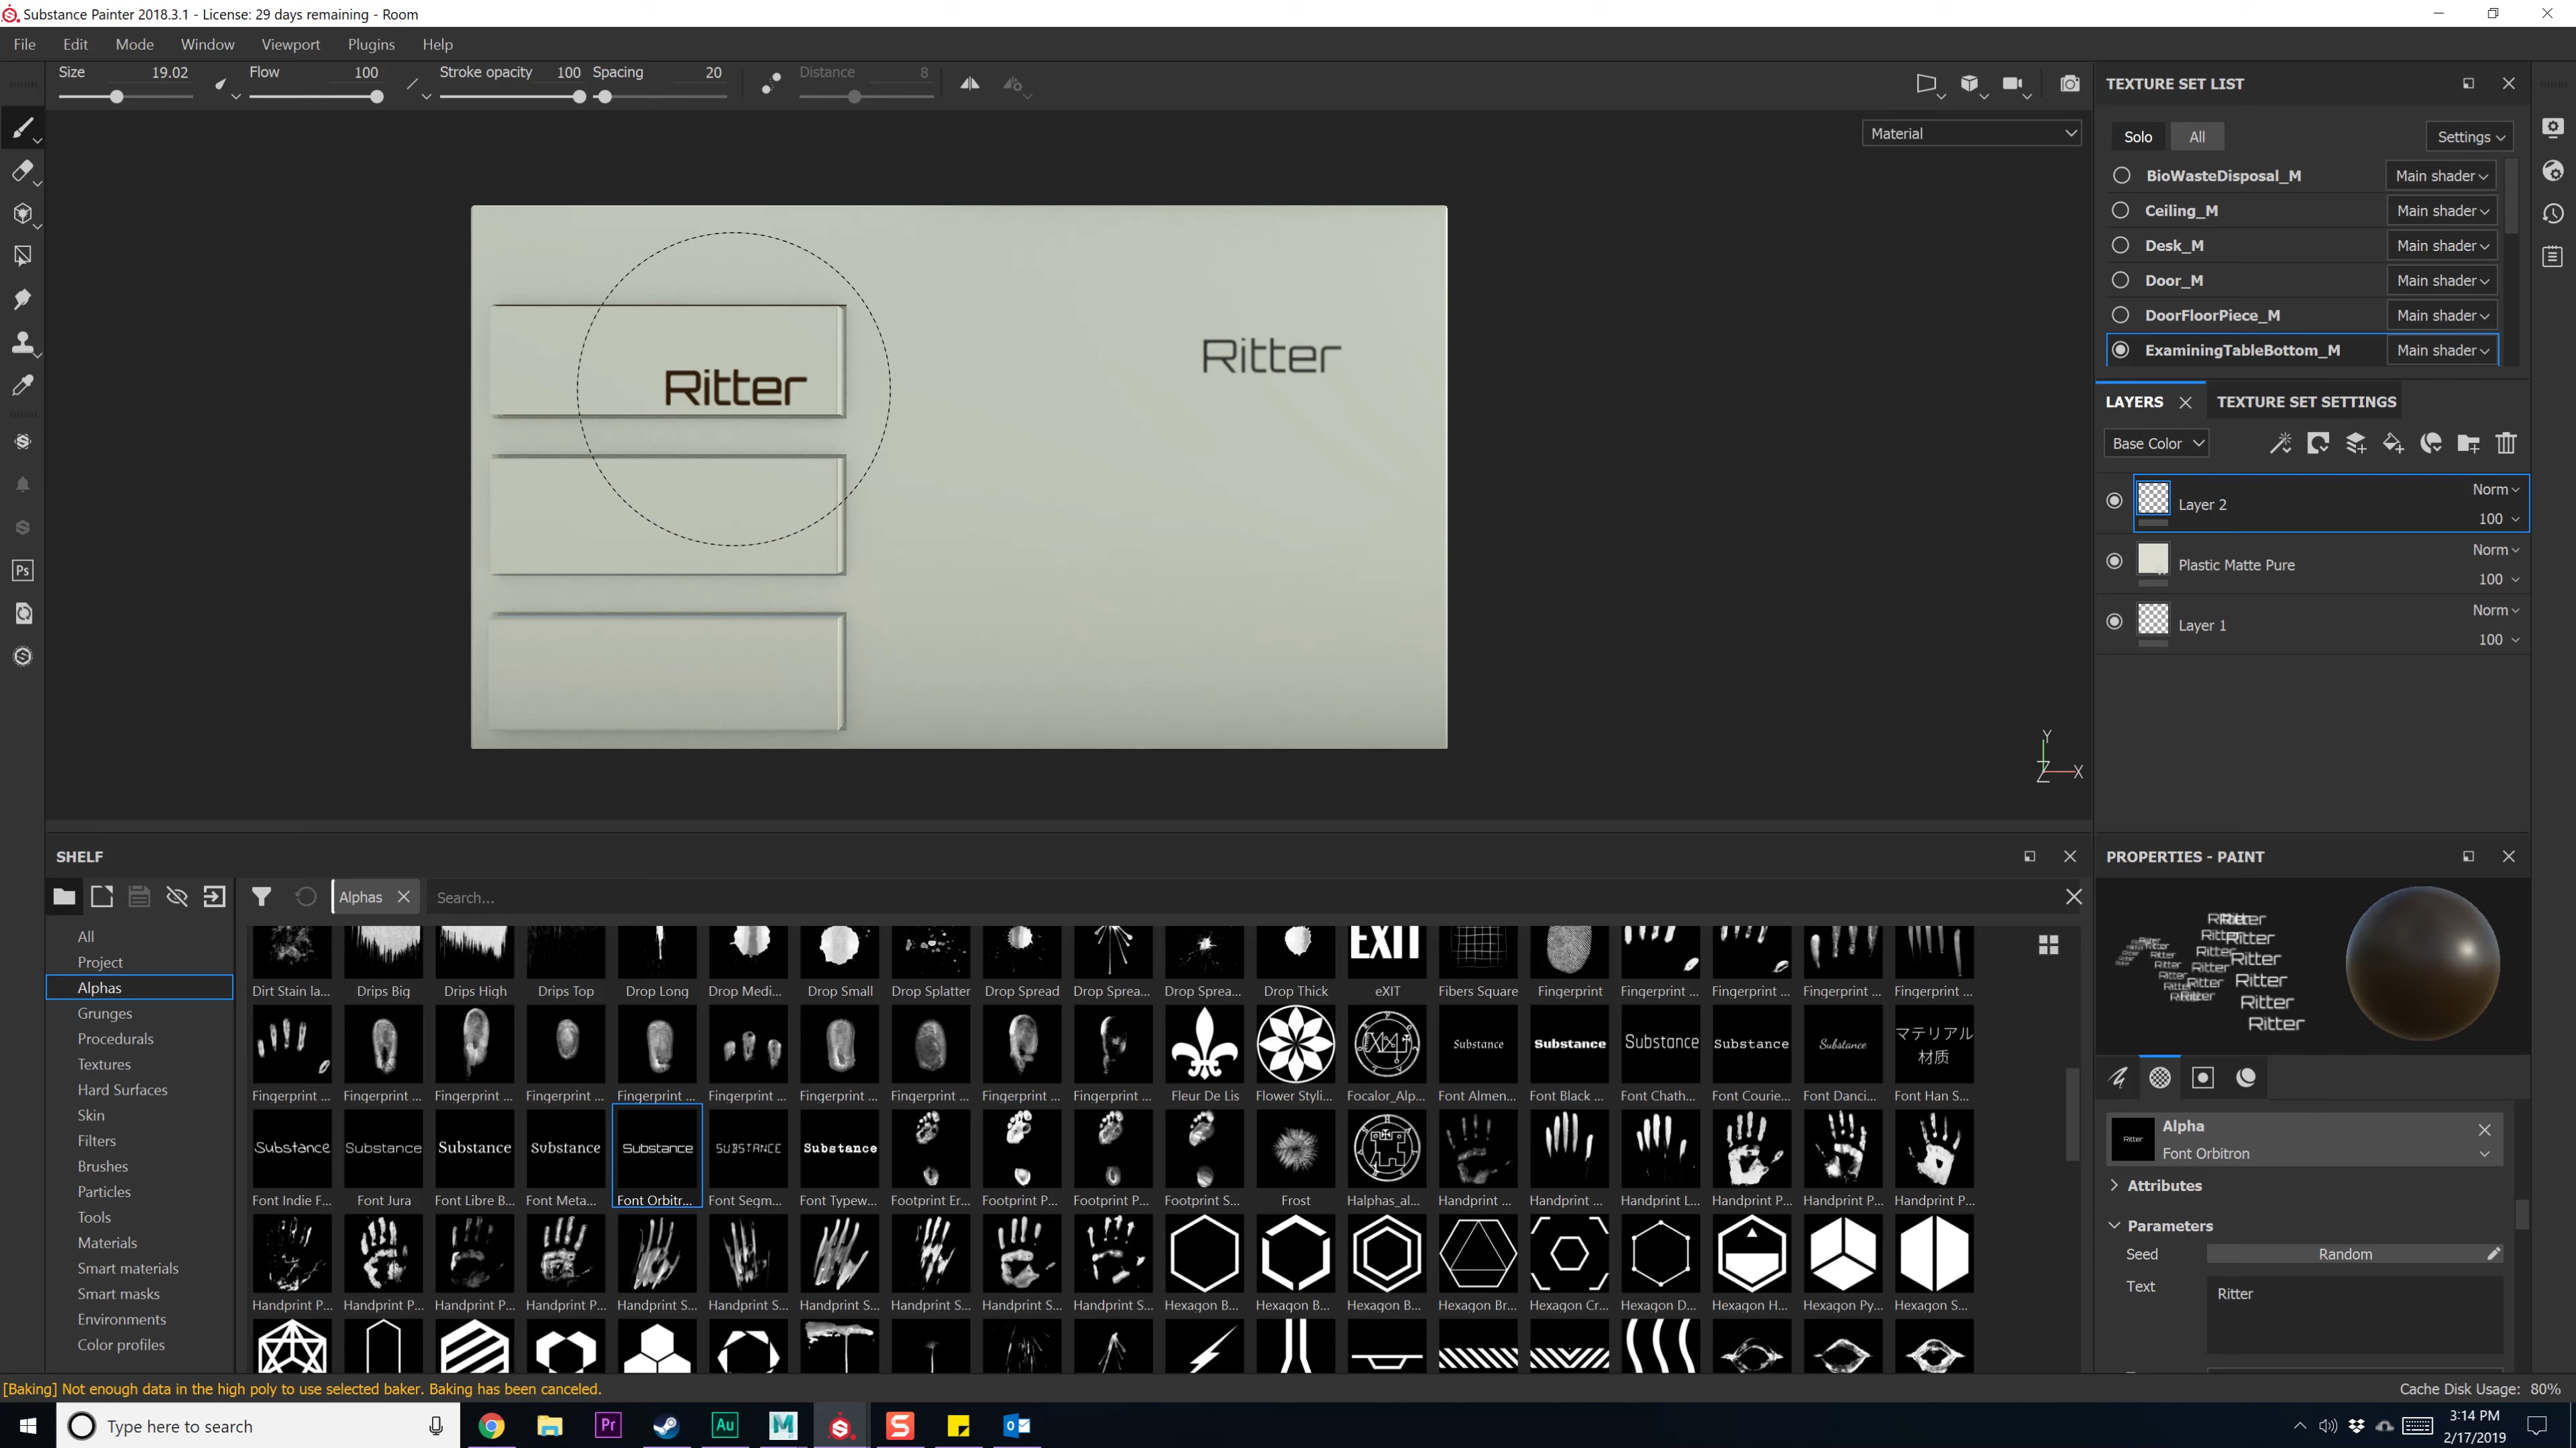 Substance Painter 2018.3.1 - License: 29 days remaining - Room
File Edit Mode Window Viewport Plugins Help
Size 19.02 Flow 100 Stroke opacity 100 Spacing 20 Distance 8
Material
Ritter
Ritter
TEXTURE SET LIST
Solo All Settings
BioWasteDisposal_M Main shader
Ceiling_M Main shader
Desk_M Main shader
Door_M Main shader
DoorFloorPiece_M Main shader
ExaminingTableBottom_M Main shader
LAYERS TEXTURE SET SETTINGS
Base Color
Norm
Layer 2
100
Norm
Plastic Matte Pure
100
Norm
Layer 1
100
Ps
Y
Z X
SHELF
Alphas Search...
All
Project
Alphas
Grunges
Procedurals
Textures
Hard Surfaces
Skin
Filters
Brushes
Particles
Tools
Materials
Smart materials
Smart masks
Environments
Color profiles
EXIT
Dirt Stain la... Drips Big Drips High Drips Top Drop Long Drop Medi... Drop Small Drop Splatter Drop Spread Drop Sprea... Drop Sprea... Drop Thick eXIT Fibers Square Fingerprint Fingerprint ... Fingerprint ... Fingerprint ... Fingerprint ...
Substance Substance Substance Substance Substance マテリアル
材质
Fingerprint ... Fingerprint ... Fingerprint ... Fingerprint ... Fingerprint ... Fingerprint ... Fingerprint ... Fingerprint ... Fingerprint ... Fingerprint ... Fleur De Lis Flower Styli... Focalor_Alp... Font Almen... Font Black ... Font Chath... Font Courie... Font Danci... Font Han S...
Substance Substance Substance Substance Substance SUBSTANCE Substance
Font Indie F... Font Jura Font Libre B... Font Meta... Font Orbitr... Font Segm... Font Typew... Footprint Er... Footprint P... Footprint P... Footprint S... Frost Halphas_al... Handprint ... Handprint ... Handprint L... Handprint P... Handprint P... Handprint P...
Handprint P... Handprint P... Handprint P... Handprint P... Handprint S... Handprint S... Handprint S... Handprint S... Handprint S... Handprint S... Hexagon B... Hexagon B... Hexagon B... Hexagon Br... Hexagon Cr... Hexagon D... Hexagon H... Hexagon Py... Hexagon S...
PROPERTIES - PAINT
Ritter
Ritter
Ritter
Ritter
Ritter
Ritter
Alpha
Font Orbitron
Attributes
Parameters
Seed Random
Text Ritter
[Baking] Not enough data in the high poly to use selected baker. Baking has been canceled.
Cache Disk Usage: 80%
Type here to search
Pr Au M S
3:14 PM
2/17/2019